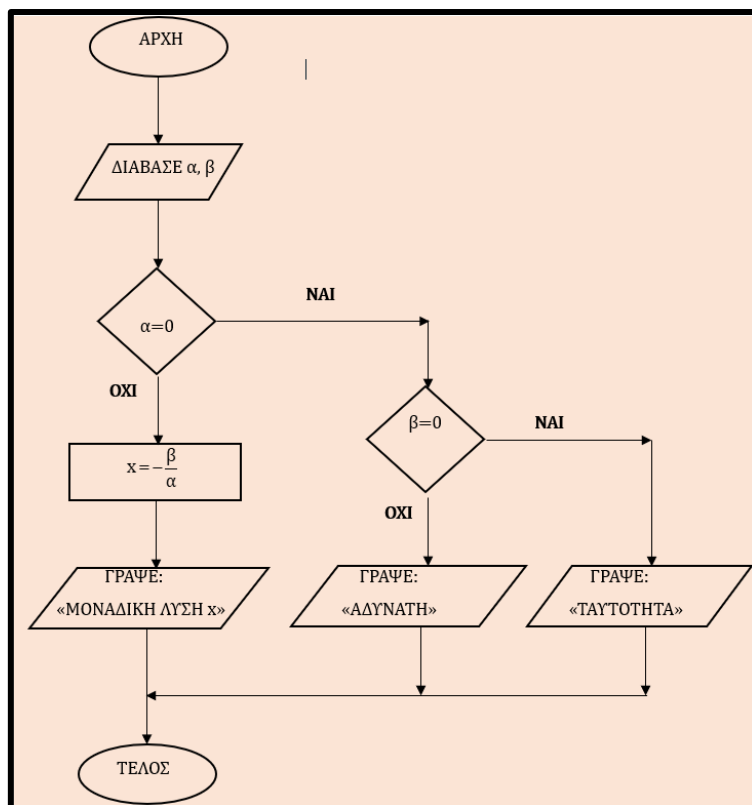 ΑΡΧΗ
ΔΙΑΒΑΣΕ α, β
α=0
ΝΑΙ
ΟΧΙ
β=0
ΝΑΙ
x = − β/α
ΟΧΙ
ΓΡΑΨΕ:
«ΜΟΝΑΔΙΚΗ ΛΥΣΗ x»
ΓΡΑΨΕ:
«ΑΔΥΝΑΤΗ»
ΓΡΑΨΕ:
«ΤΑΥΤΟΤΗΤΑ»
ΤΕΛΟΣ